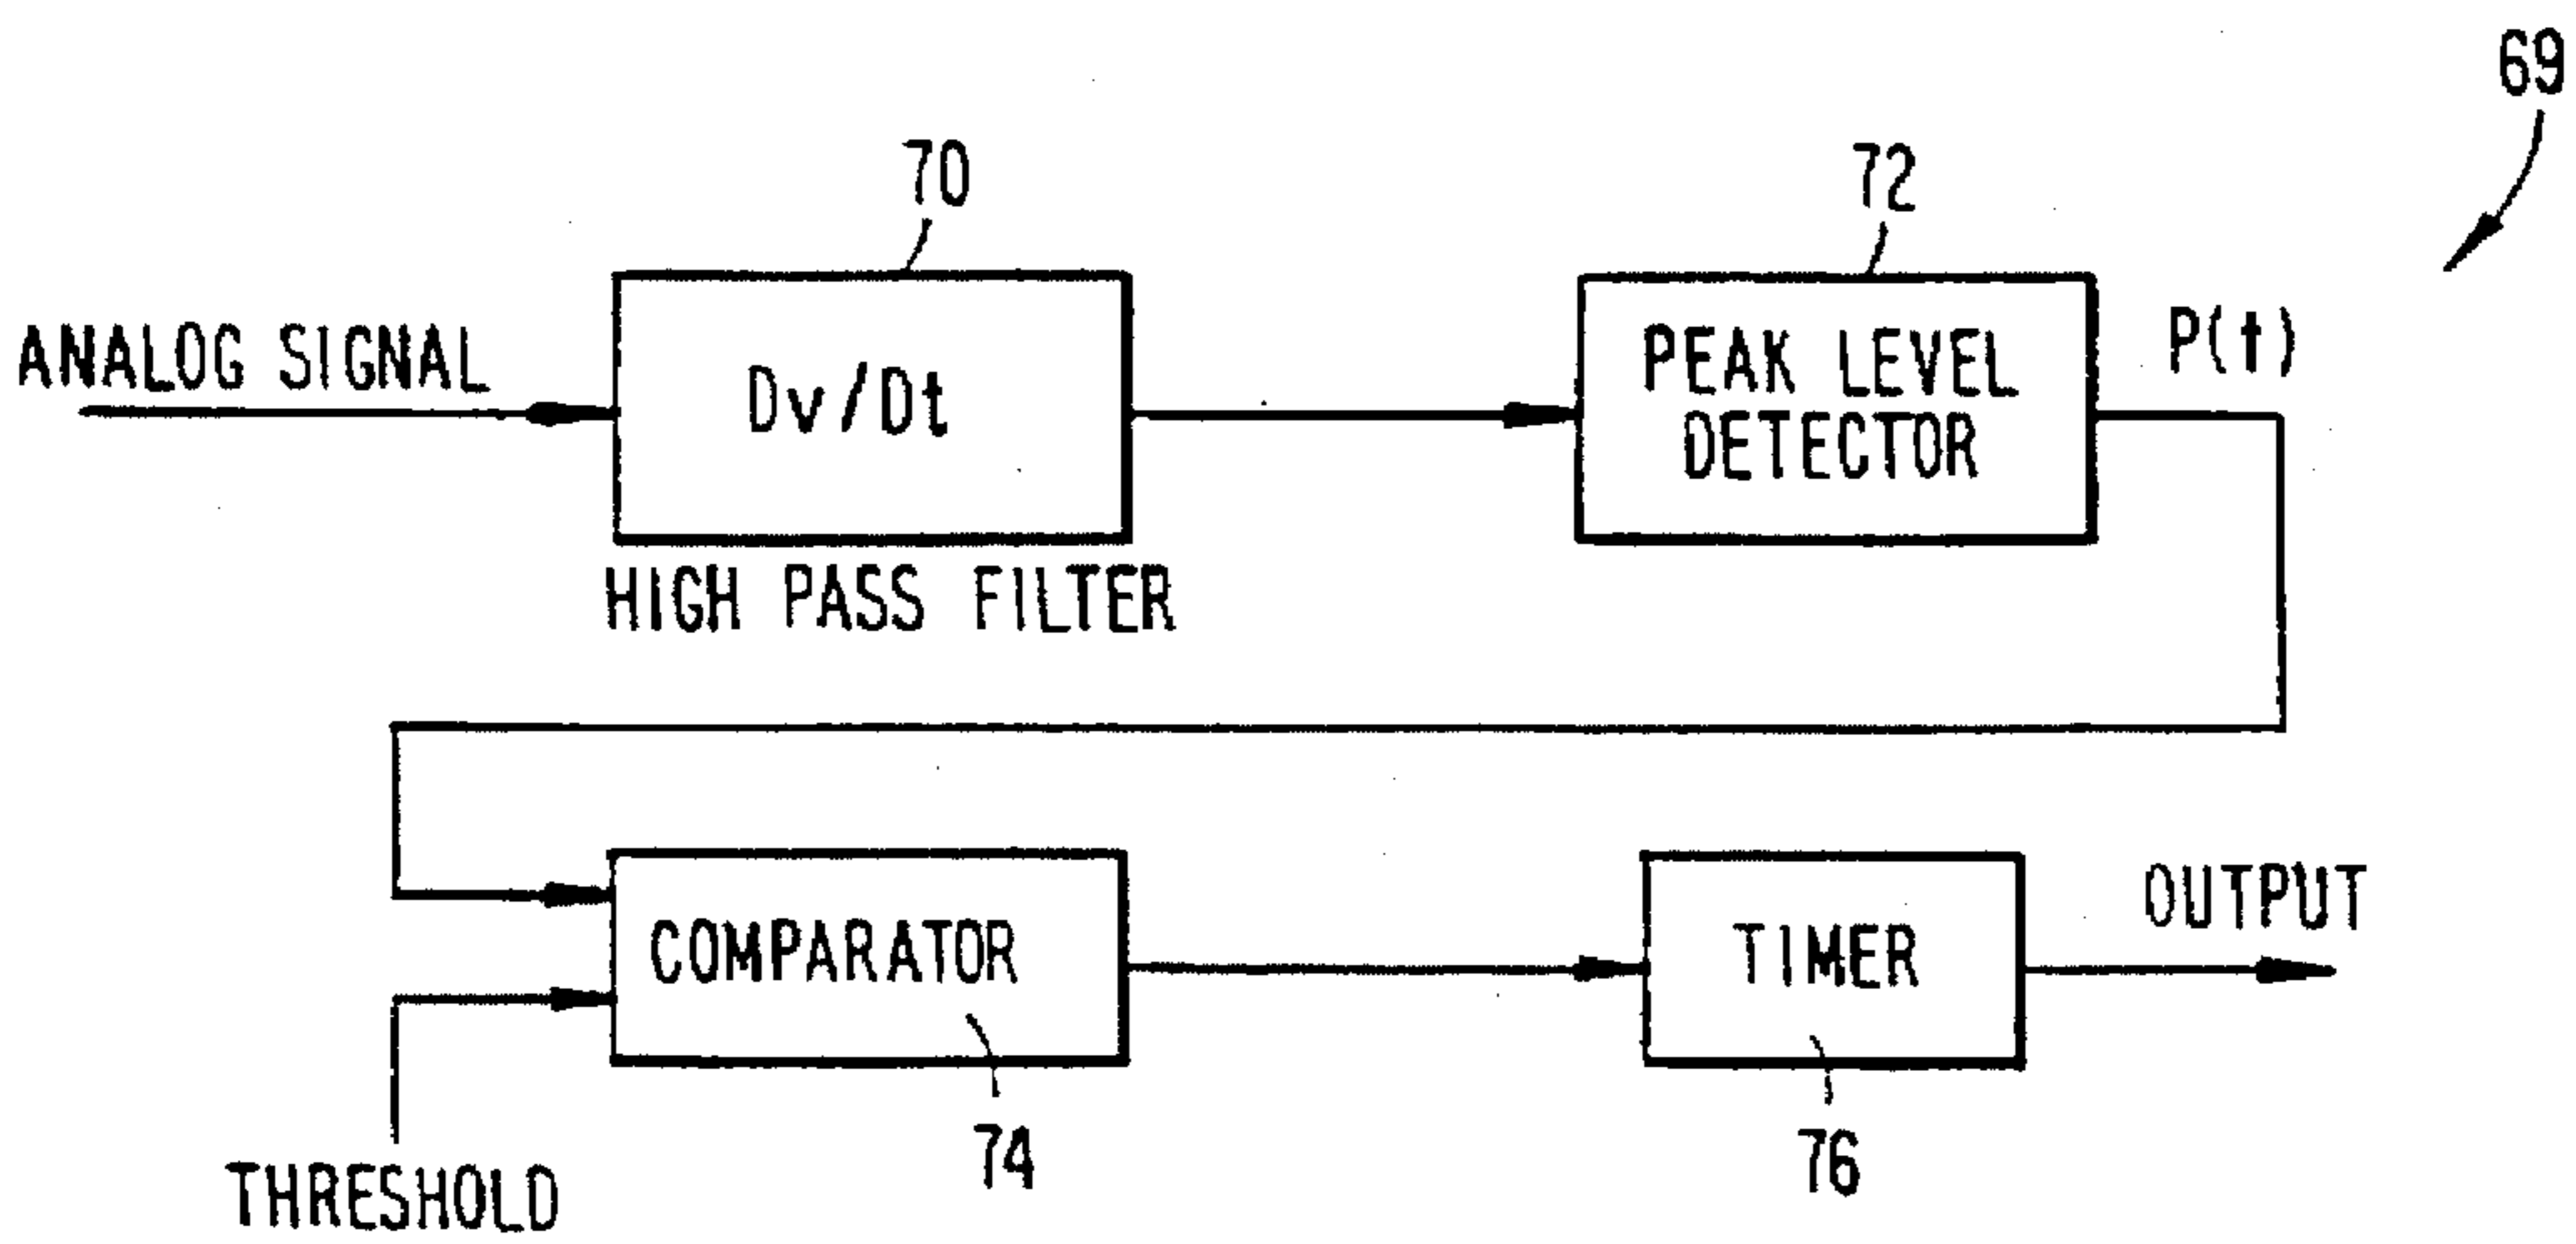 69
70
72
ANALOG SIGNAL
Dv/Dt
PEAK LEVEL
DETECTOR
P(t)
HIGH PASS FILTER
COMPARATOR
TIMER
OUTPUT
THRESHOLD
74
76